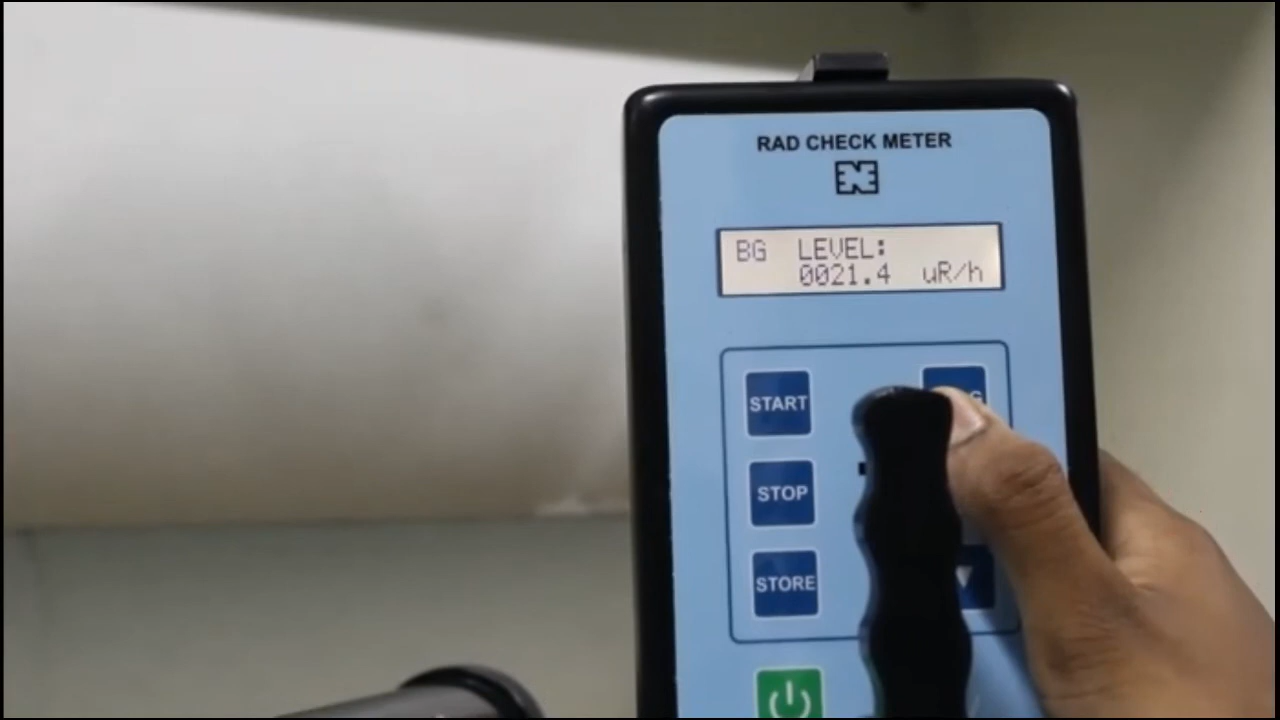 RAD CHECK METER
BG LEVEL:
0021.4 uR/h
START
STOP
STORE